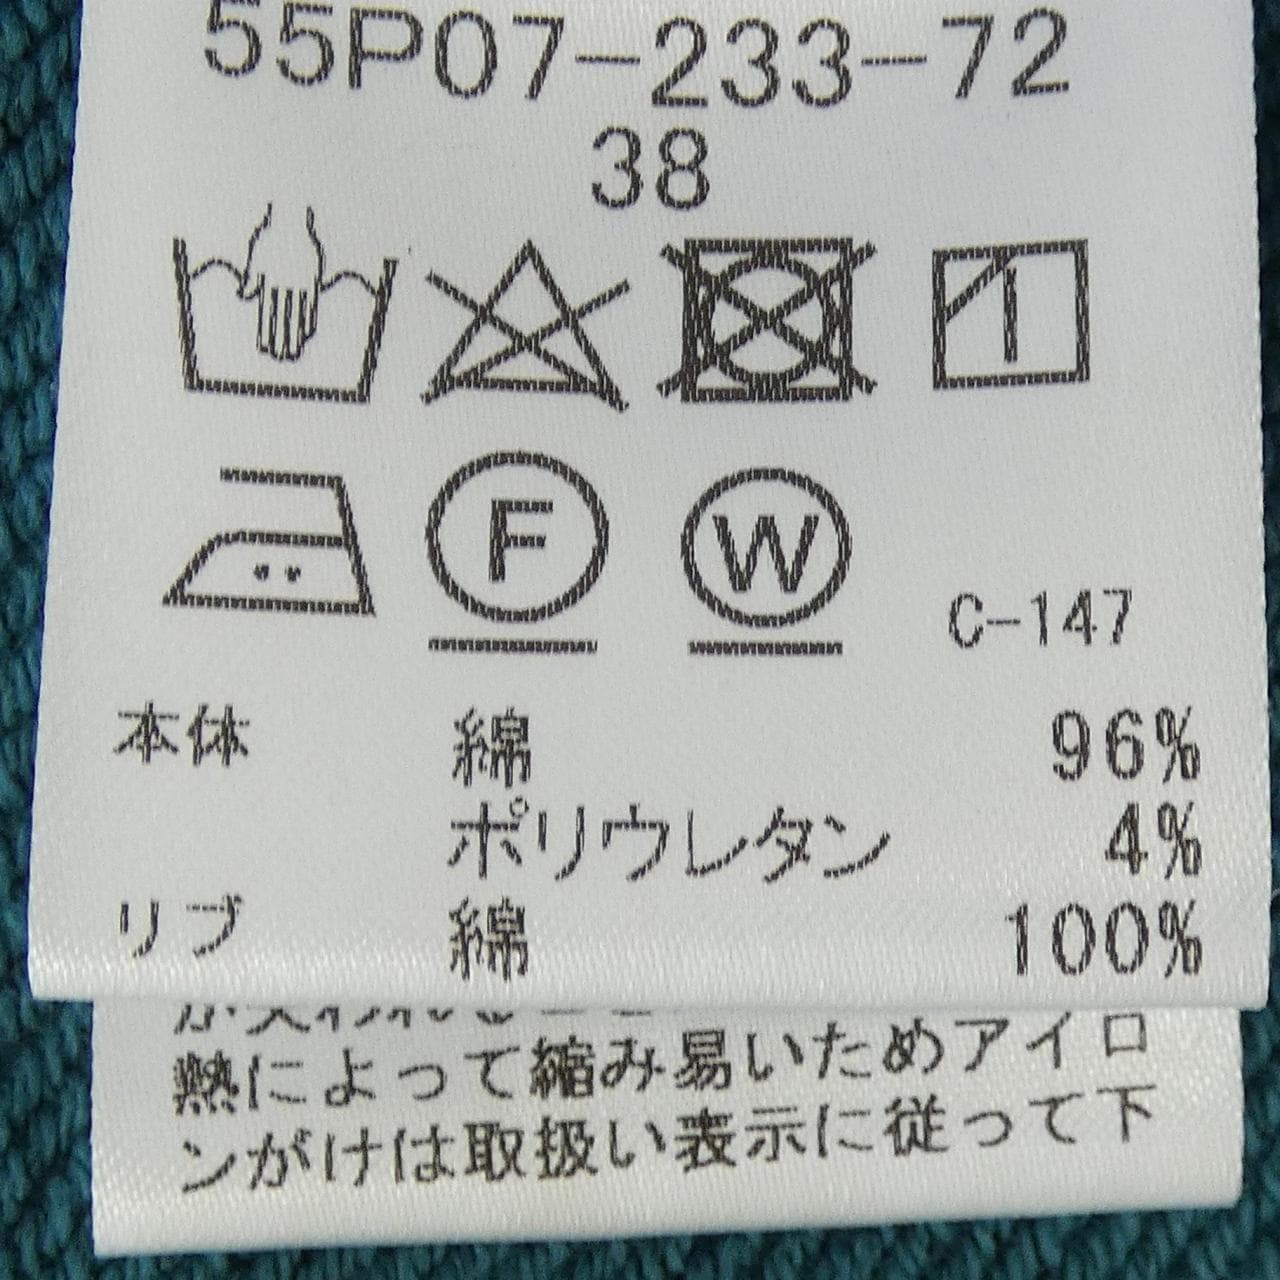 55P07-233-72
38
F
W
C-147
本体 綿 96%
ポリウレタン 4%
リブ 綿 100%
熱によって縮み易いためアイロ
ンがけは取扱い表示に従って下